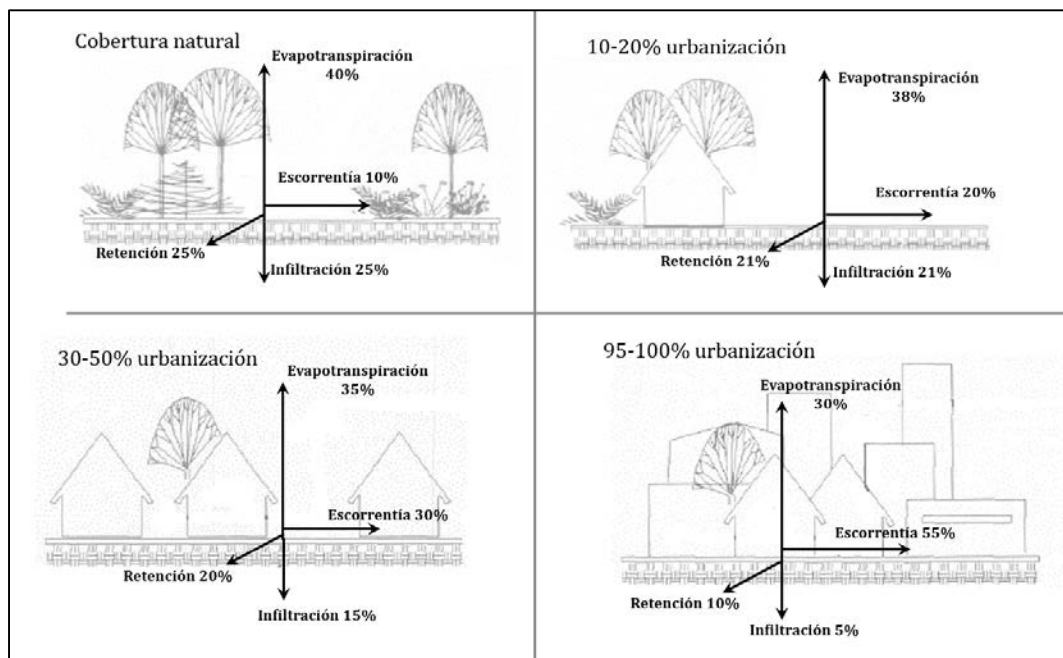 Cobertura natural
Evapotranspiración
40%
Escorrentía 10%
Retención 25%
Infiltración 25%
10-20% urbanización
Evapotranspiración
38%
Escorrentía 20%
Retención 21%
Infiltración 21%
30-50% urbanización
Evapotranspiración
35%
Escorrentía 30%
Retención 20%
Infiltración 15%
95-100% urbanización
Evapotranspiración
30%
Escorrentía 55%
Retención 10%
Infiltración 5%